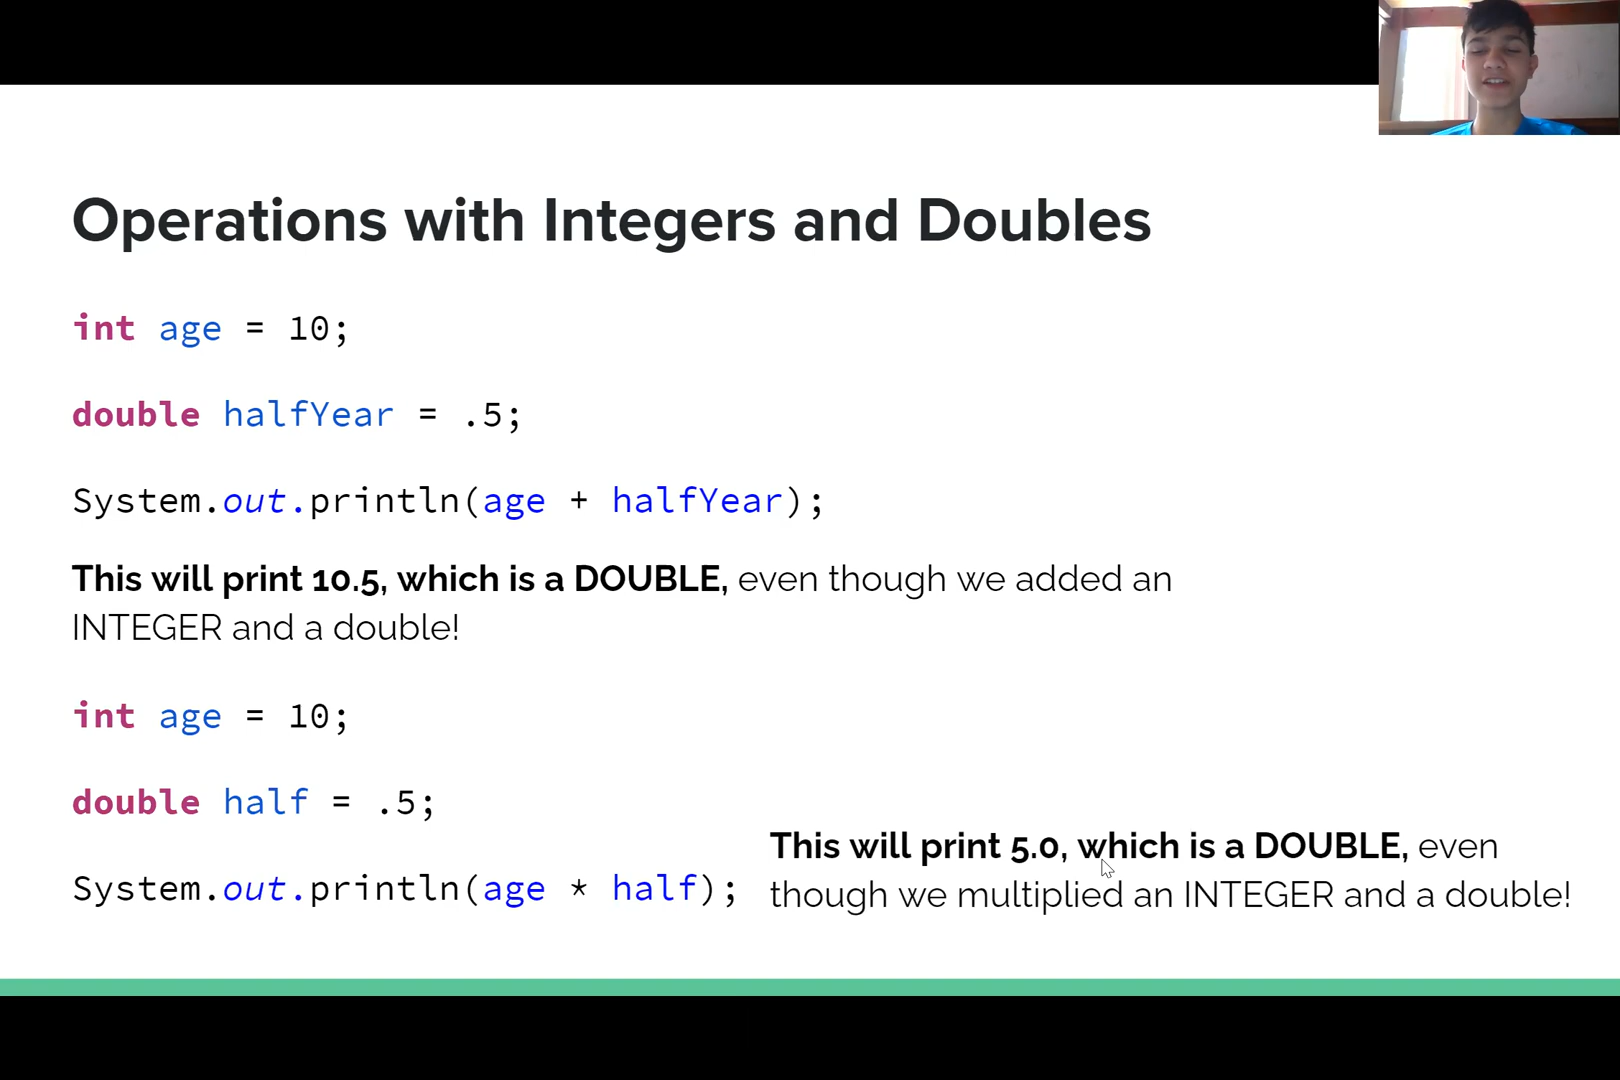 Operations with Integers and Doubles
int age = 10;
double halfYear = .5;
System.out.println(age + halfYear);
This will print 10.5, which is a DOUBLE, even though we added an
INTEGER and a double!
int age = 10;
double half = .5;
System.out.println(age * half);
This will print 5.0, which is a DOUBLE, even
though we multiplied an INTEGER and a double!